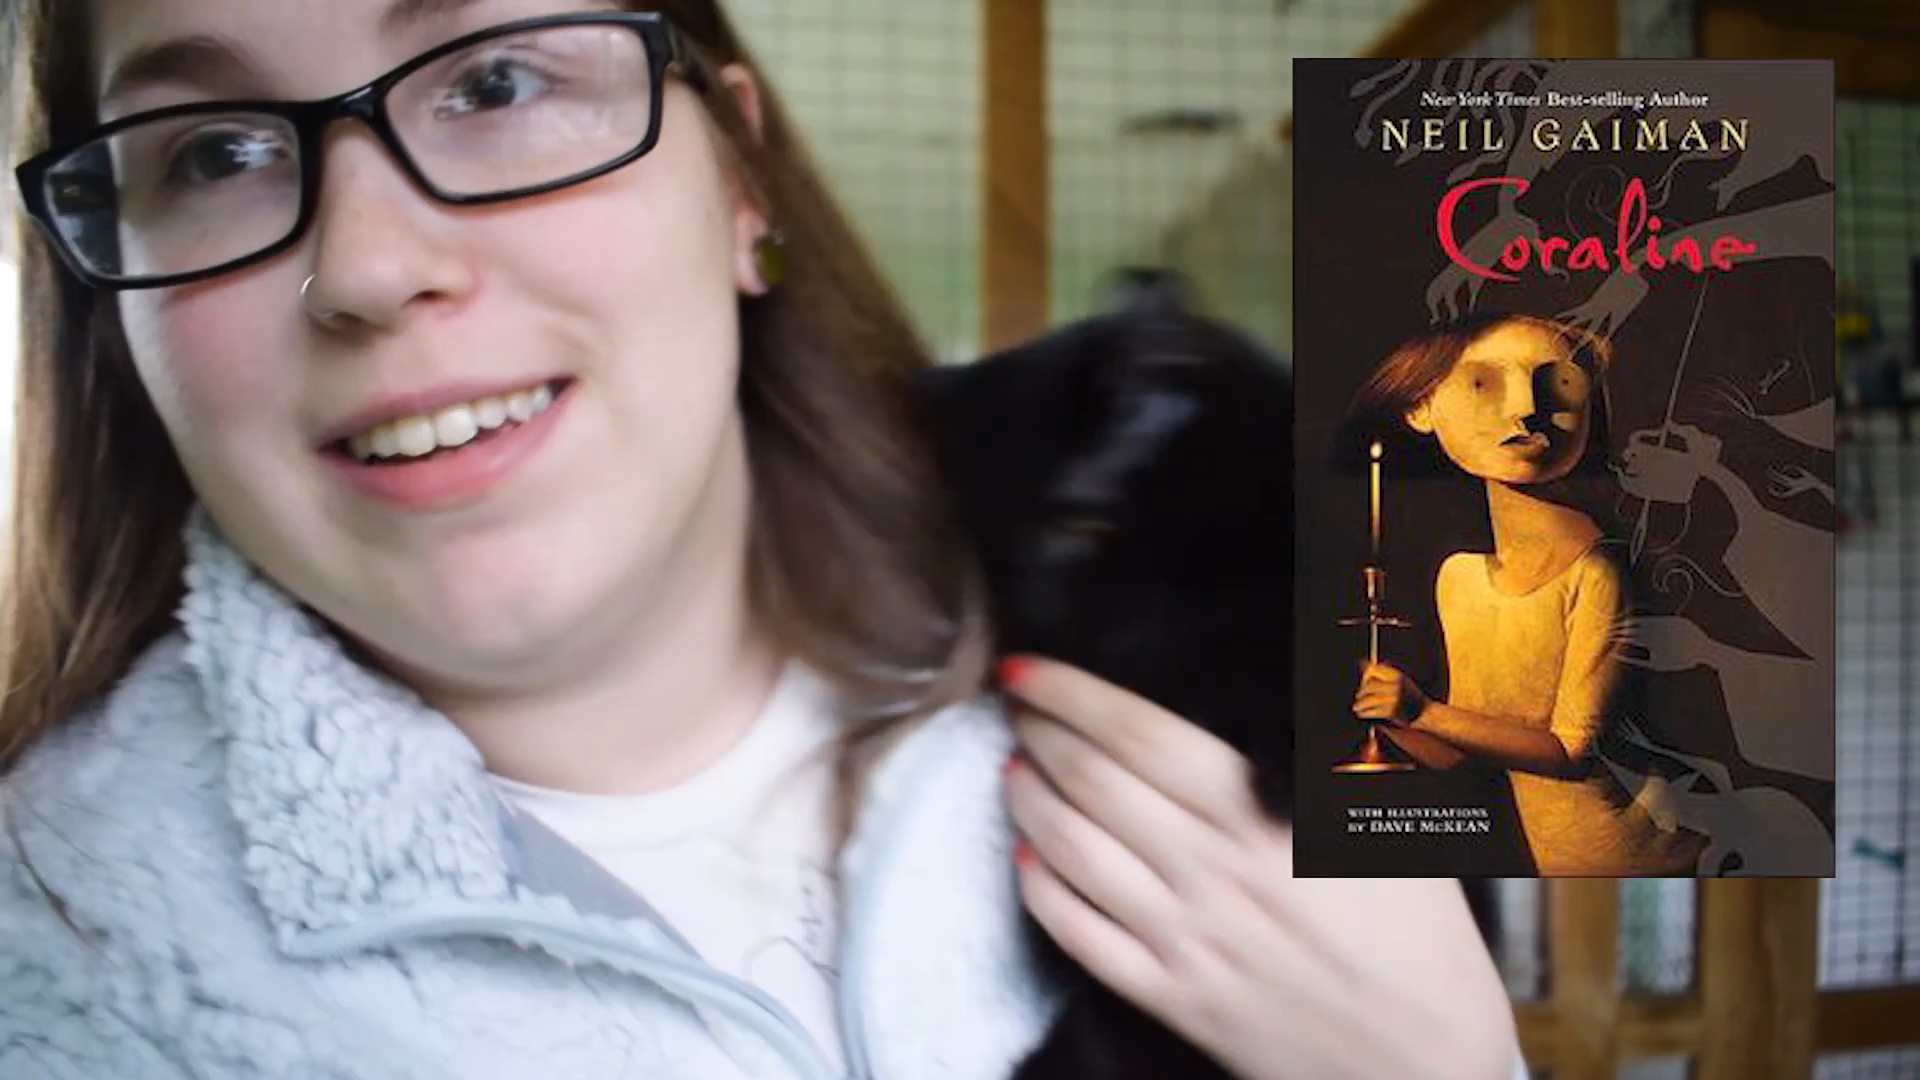 New York Times Best-selling Author
NEIL GAIMAN
Coraline
WITH ILLUSTRATIONS
BY DAVE McKEAN